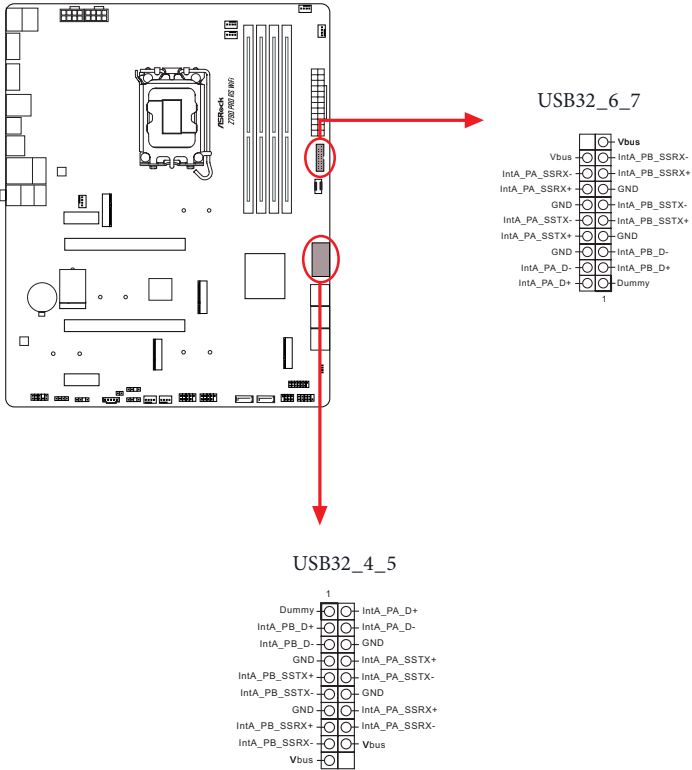 ASRock
Z780 PRO RS WiFi
USB32_6_7
Vbus
Vbus IntA_PB_SSRX-
IntA_PA_SSRX- IntA_PB_SSRX+
IntA_PA_SSRX+ GND
GND IntA_PB_SSTX-
IntA_PA_SSTX- IntA_PB_SSTX+
IntA_PA_SSTX+ GND
GND IntA_PB_D-
IntA_PA_D- IntA_PB_D+
IntA_PA_D+ Dummy
1
USB32_4_5
1
Dummy IntA_PA_D+
IntA_PB_D+ IntA_PA_D-
IntA_PB_D- GND
GND IntA_PA_SSTX+
IntA_PB_SSTX+ IntA_PA_SSTX-
IntA_PB_SSTX- GND
GND IntA_PA_SSRX+
IntA_PB_SSRX+ IntA_PA_SSRX-
IntA_PB_SSRX- Vbus
Vbus